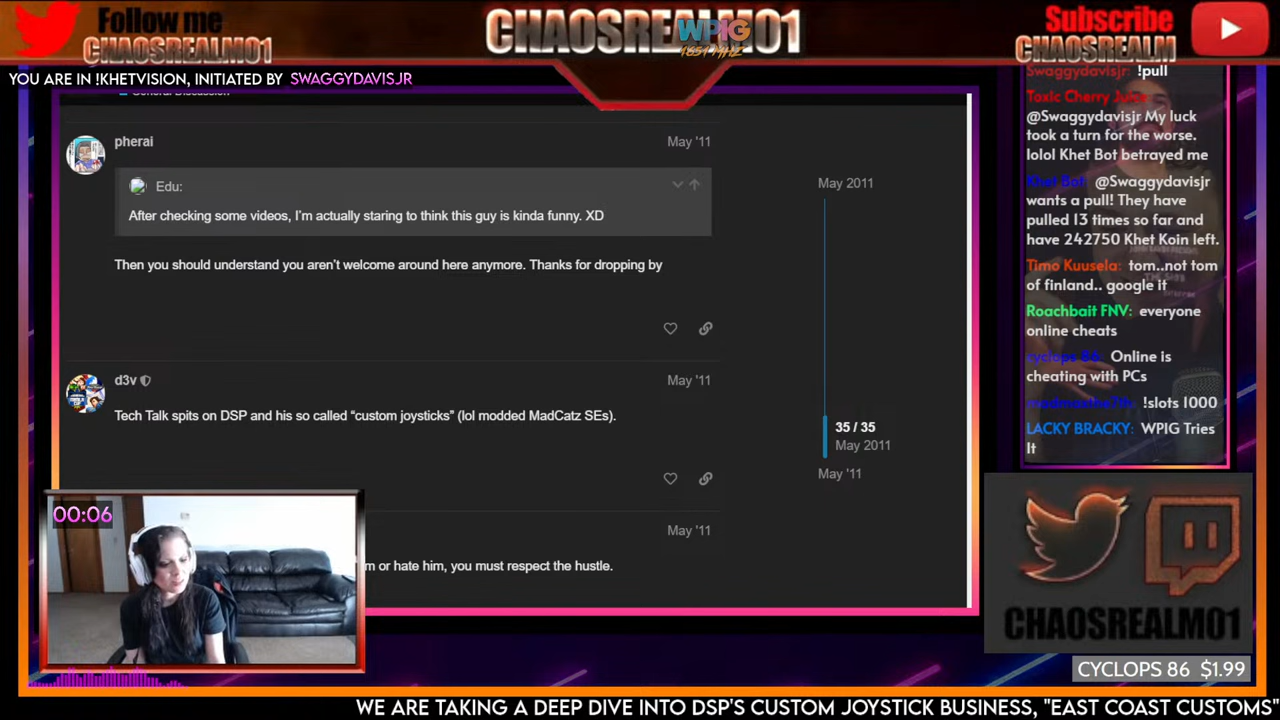 Follow me
CHAOSREALM01
CHAOSREALM01
WPIG
1851 MHZ
Subscribe
CHAOSREALM
YOU ARE IN !KHETVISION, INITIATED BY SWAGGYDAVISJR
General Discussion
pherai
May '11
Edu:
After checking some videos, I'm actually staring to think this guy is kinda funny. XD
Then you should understand you aren't welcome around here anymore. Thanks for dropping by
d3v
May '11
Tech Talk spits on DSP and his so called “custom joysticks” (lol modded MadCatz SEs).
May '11
m or hate him, you must respect the hustle.
May 2011
35 / 35
May 2011
May '11
Swaggydavisjr: !pull
Toxic Cherry Juice:
@Swaggydavisjr My luck
took a turn for the worse.
lolol Khet Bot betrayed me
Khet Bot: @Swaggydavisjr
wants a pull! They have
pulled 13 times so far and
have 242750 Khet Koin left.
Timo Kuusela: tom..not tom
of finland.. google it
Roachbait FNV: everyone
online cheats
cyclops 86: Online is
cheating with PCs
madmaxthe7th: !slots 1000
LACKY BRACKY: WPIG Tries
It
00:06
CHAOSREALM01
CYCLOPS 86 $1.99
WE ARE TAKING A DEEP DIVE INTO DSP'S CUSTOM JOYSTICK BUSINESS, "EAST COAST CUSTOMS"